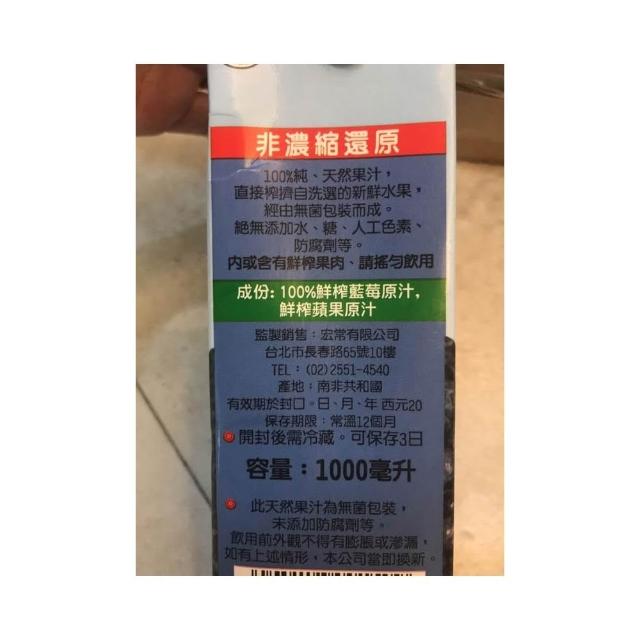 非濃縮還原
100%純、天然果汁，
直接榨擠自洗選的新鮮水果，
經由無菌包裝而成。
絕無添加水、糖、人工色素、
防腐劑等。
內或含有鮮榨果肉、請搖勻飲用
成份：100%鮮榨藍莓原汁，
鮮榨蘋果原汁
監製銷售：宏常有限公司
台北市長春路65號10樓
TEL：(02)2551-4540
產地：南非共和國
有效期於封口。日、月、年 西元20
保存期限：常溫12個月
開封後需冷藏。可保存3日
容量：1000毫升
此天然果汁為無菌包裝，
未添加防腐劑等。
飲用前外觀不得有膨脹或滲漏，
如有上述情形，本公司當即換新。